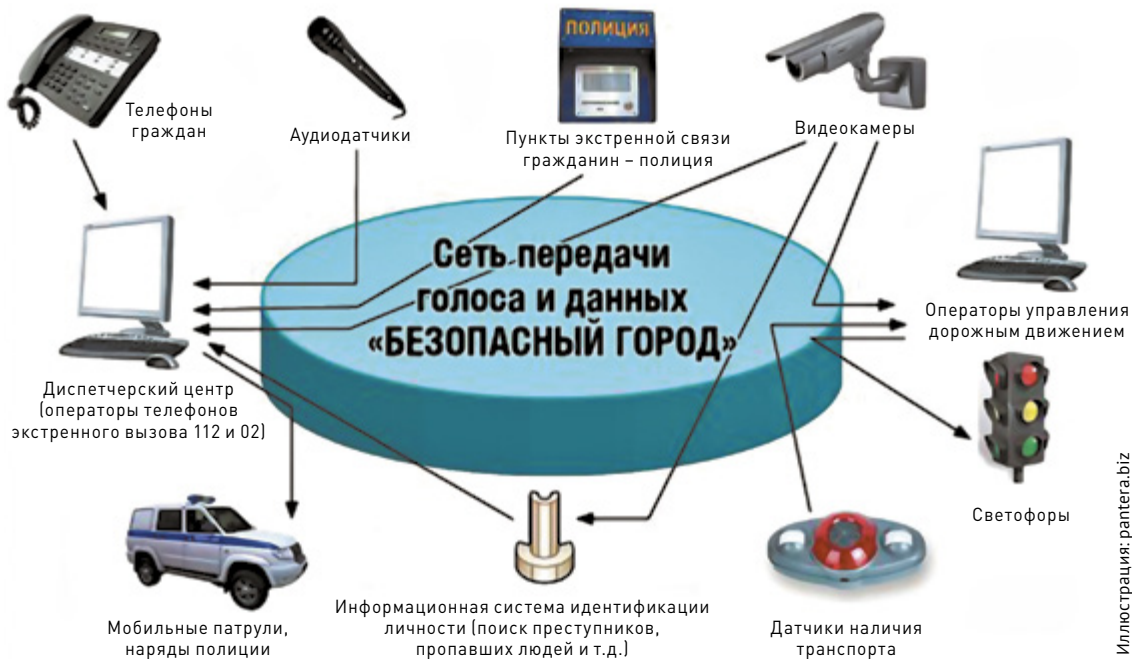 ПОЛИЦИЯ
Телефоны
граждан
Аудиодатчики
Пункты экстренной связи
гражданин – полиция
Видеокамеры
Сеть передачи
голоса и данных
«БЕЗОПАСНЫЙ ГОРОД»
Операторы управления
дорожным движением
Диспетчерский центр
(операторы телефонов
экстренного вызова 112 и 02)
Светофоры
Мобильные патрули,
наряды полиции
Информационная система идентификации
личности (поиск преступников,
пропавших людей и т.д.)
Датчики наличия
транспорта
Иллюстрация: pantera.biz